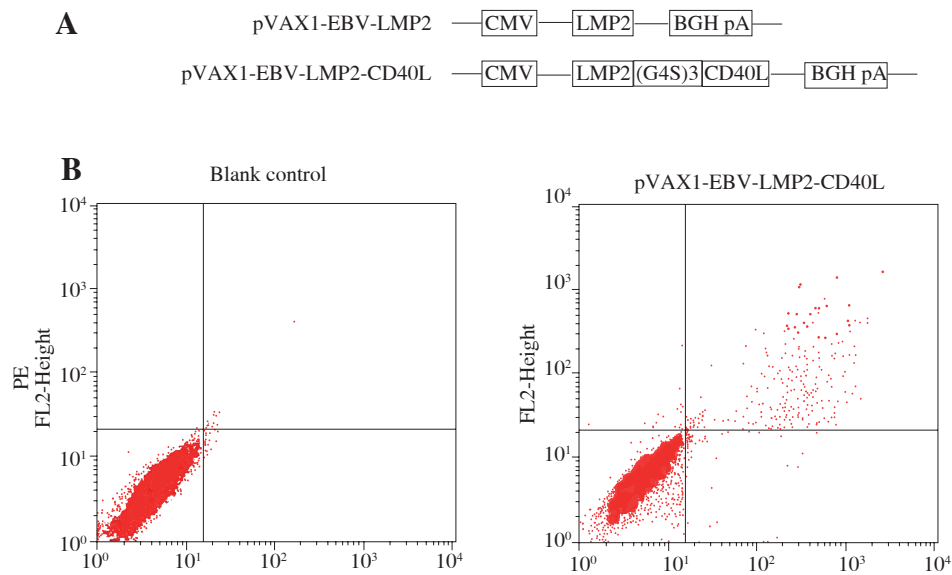 A
pVAX1-EBV-LMP2 CMV LMP2 BGH pA
pVAX1-EBV-LMP2-CD40L CMV LMP2 (G4S)3 CD40L BGH pA
B
Blank control
PE
FL2-Height
10⁴
10³
10²
10¹
10⁰
10⁰ 10¹ 10² 10³ 10⁴
pVAX1-EBV-LMP2-CD40L
FL2-Height
10⁴
10³
10²
10¹
10⁰
10⁰ 10¹ 10² 10³ 10⁴